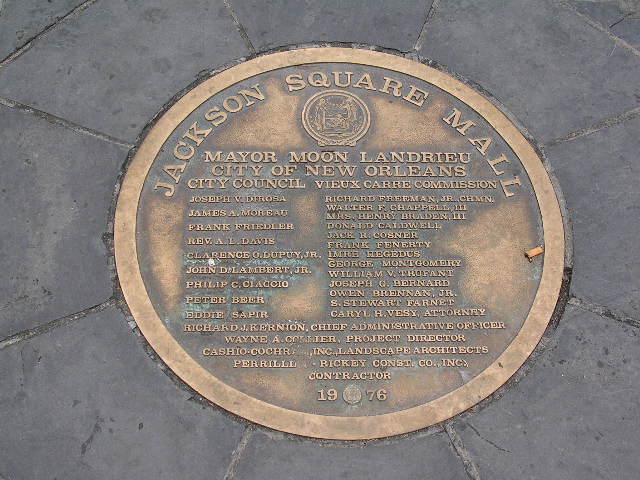 JACKSON SQUARE MALL
MAYOR MOON LANDRIEU
CITY OF NEW ORLEANS
CITY COUNCIL VIEUX CARRE COMMISSION
JOSEPH V. DIROSA
JAMES A. MOREAU
FRANK FRIEDLER
REV. A. L. DAVIS
CLARENCE O. DUPUY, JR.
JOHN D. LAMBERT, JR.
PHILIP C. CIACCIO
PETER BEER
EDDIE SAPIR
RICHARD FREEMAN, JR., CHMN.
WALTER F. CHAPPELL, III
MRS. HENRY BRADEN, III
DONALD CALDWELL
JACK R. COSNER
FRANK FENERTY
IMRE HEGEDUS
GEORGE MONTGOMERY
WILLIAM V. TRUFANT
JOSEPH G. BERNARD
OWEN BRENNAN, JR.
S. STEWART FARNET
CARYL H. VESY, ATTORNEY
RICHARD J. KERNION, CHIEF ADMINISTRATIVE OFFICER
WAYNE A. COLLIER, PROJECT DIRECTOR
CASHIO-COCHR , INC., LANDSCAPE ARCHITECTS
RICKEY CONST. CO., INC.,
CONTRACTOR
1976